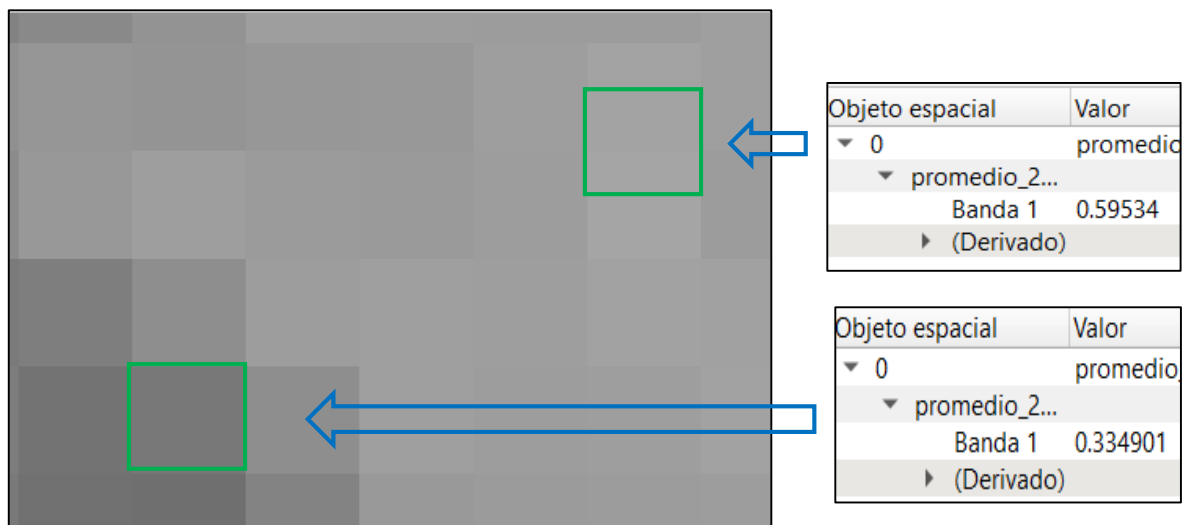 Objeto espacial Valor
0 promedio
promedio_2...
Banda 1 0.59534
(Derivado)
Objeto espacial Valor
0 promedio_
promedio_2...
Banda 1 0.334901
(Derivado)